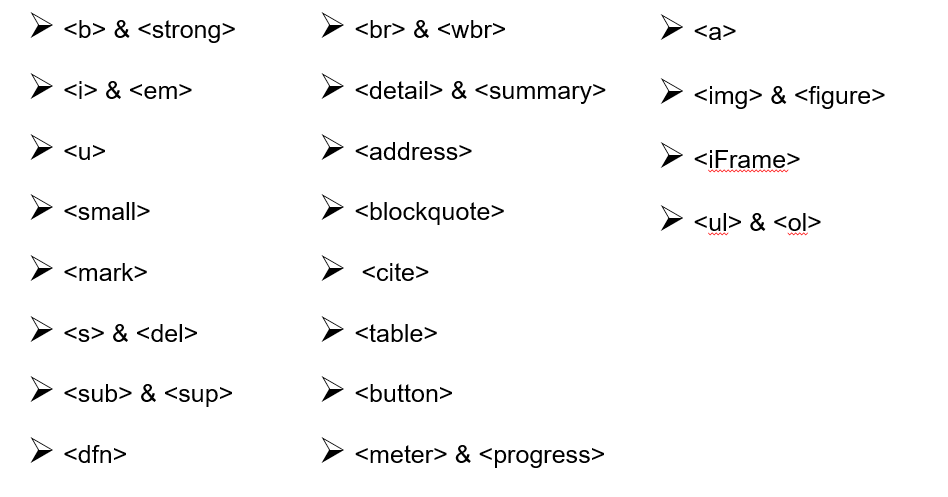 <b> & <strong>
<i> & <em>
<u>
<small>
<mark>
<s> & <del>
<sub> & <sup>
<dfn>
<br> & <wbr>
<detail> & <summary>
<address>
<blockquote>
<cite>
<table>
<button>
<meter> & <progress>
<a>
<img> & <figure>
<iFrame>
<ul> & <ol>